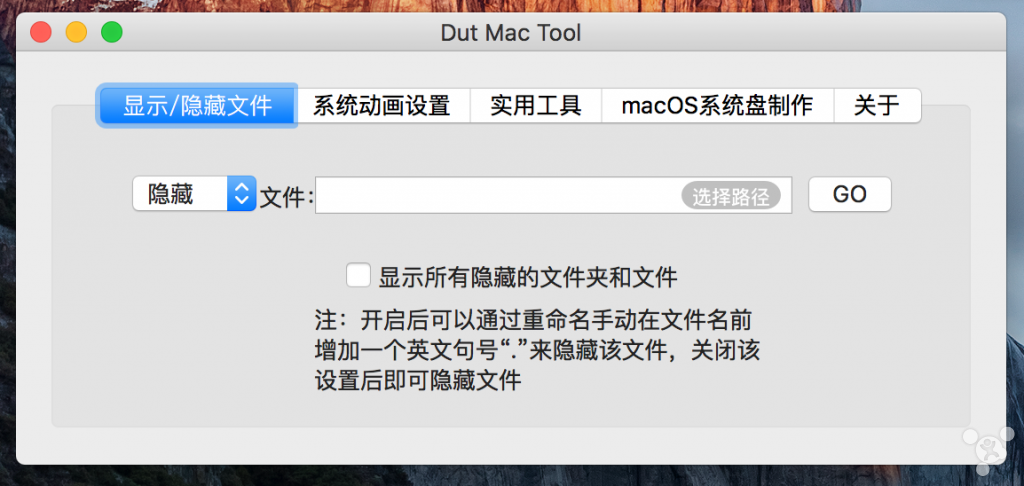 Dut Mac Tool
显示/隐藏文件 系统动画设置 实用工具 macOS系统盘制作 关于
隐藏 文件: 选择路径 GO
显示所有隐藏的文件夹和文件
注：开启后可以通过重命名手动在文件名前
增加一个英文句号“.”来隐藏该文件，关闭该
设置后即可隐藏文件